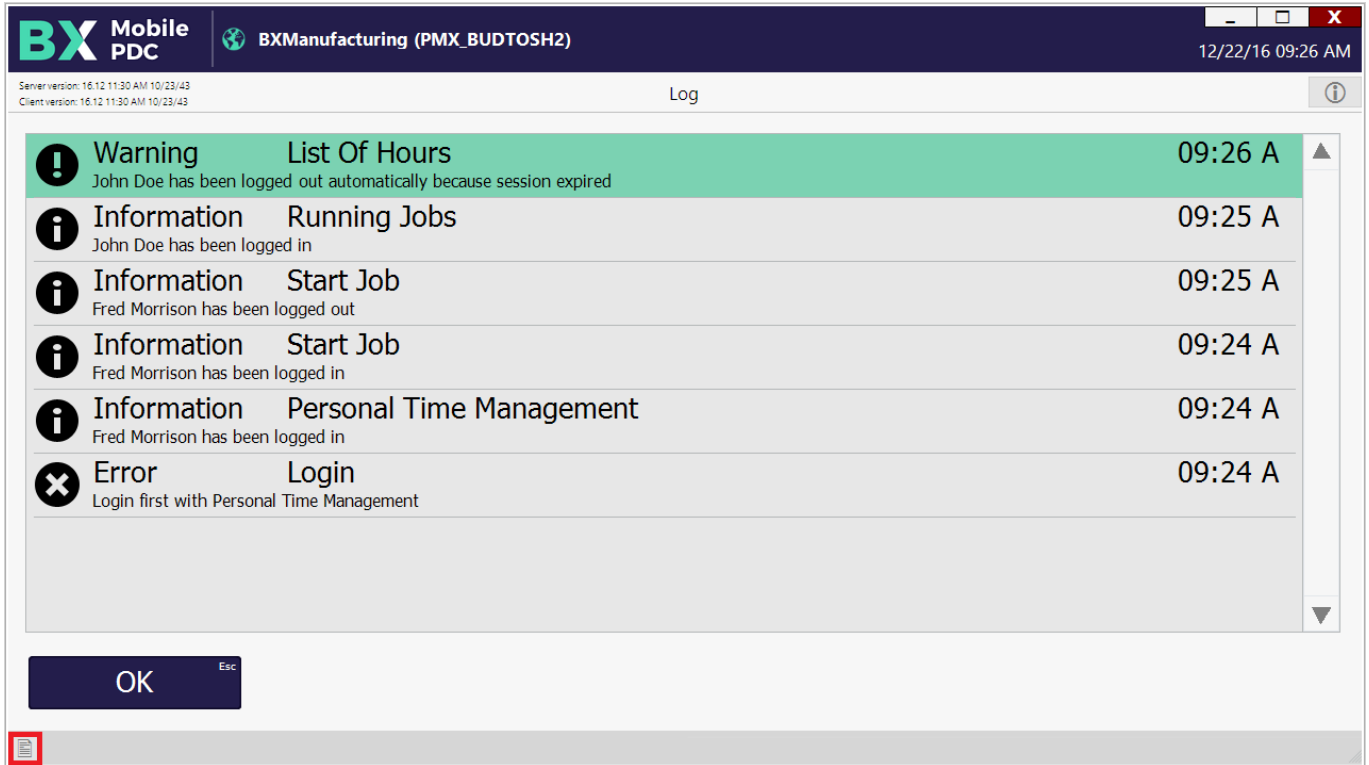 BX Mobile PDC
BXManufacturing (PMX_BUDTOSH2)
X
12/22/16 09:26 AM
Server version: 16.12 11:30 AM 10/23/43
Client version: 16.12 11:30 AM 10/23/43
Log
Warning List Of Hours 09:26 A
John Doe has been logged out automatically because session expired
Information Running Jobs 09:25 A
John Doe has been logged in
Information Start Job 09:25 A
Fred Morrison has been logged out
Information Start Job 09:24 A
Fred Morrison has been logged in
Information Personal Time Management 09:24 A
Fred Morrison has been logged in
Error Login 09:24 A
Login first with Personal Time Management
OK Esc